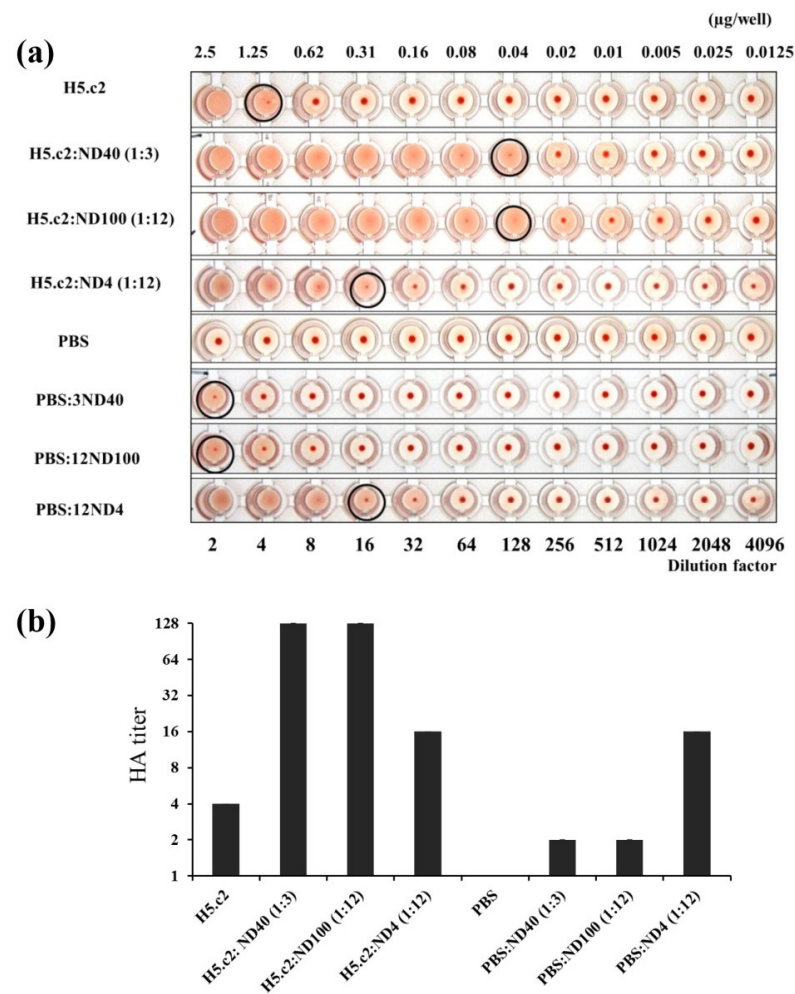 (µg/well)
(a)
2.5 1.25 0.62 0.31 0.16 0.08 0.04 0.02 0.01 0.005 0.025 0.0125
H5.c2
H5.c2:ND40 (1:3)
H5.c2:ND100 (1:12)
H5.c2:ND4 (1:12)
PBS
PBS:3ND40
PBS:12ND100
PBS:12ND4
2 4 8 16 32 64 128 256 512 1024 2048 4096
Dilution factor
(b)
HA titer
128
64
32
16
8
4
2
1
H5.c2
H5.c2: ND40 (1:3)
H5.c2:ND100 (1:12)
H5.c2:ND4 (1:12)
PBS
PBS:ND40 (1:3)
PBS:ND100 (1:12)
PBS:ND4 (1:12)